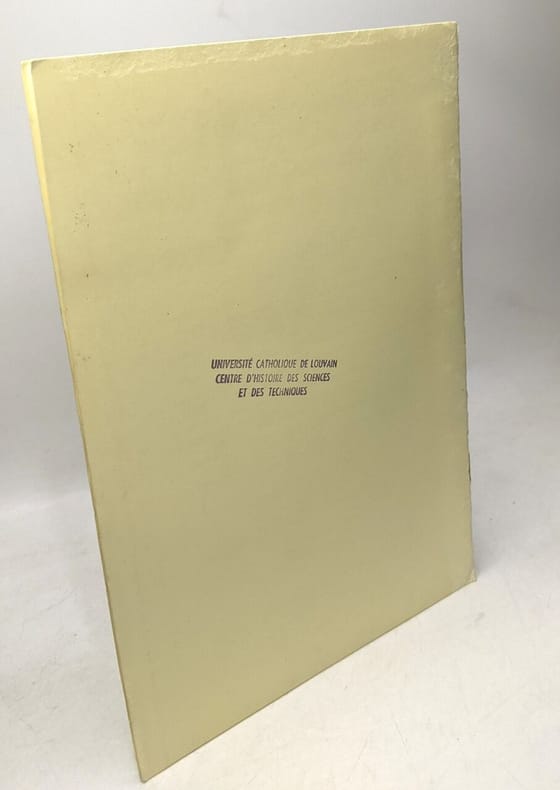 UNIVERSITÉ CATHOLIQUE DE LOUVAIN
CENTRE D'HISTOIRE DES SCIENCES
ET DES TECHNIQUES